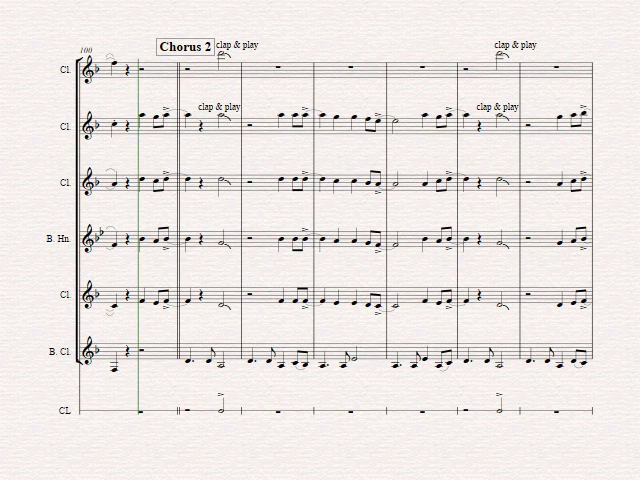 100
Chorus 2 clap & play clap & play
Cl.
clap & play clap & play
Cl.
Cl.
B. Hn.
Cl.
B. Cl.
CL